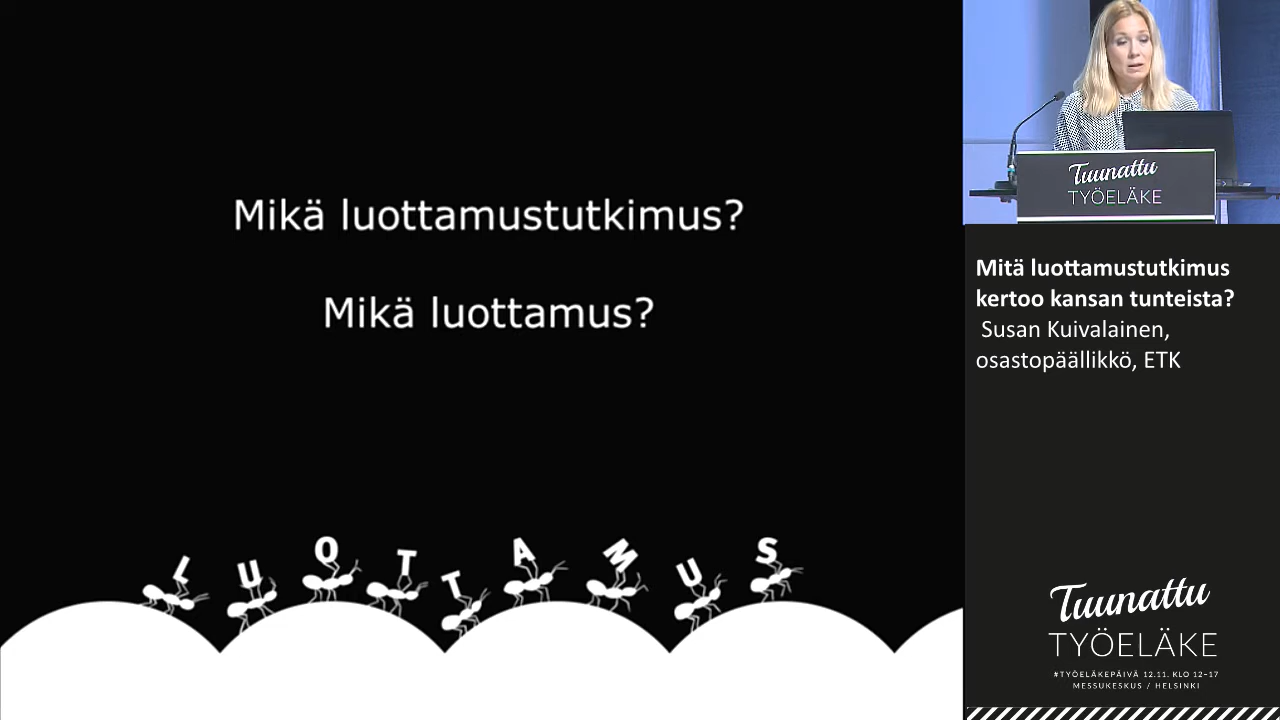 Mikä luottamustutkimus?
Mikä luottamus?
LUOTTAMUS
Tuunattu
TYÖELÄKE
Mitä luottamustutkimus
kertoo kansan tunteista?
Susan Kuivalainen,
osastopäällikkö, ETK
Tuunattu
TYÖELÄKE
#TYÖELÄKEPÄIVÄ 12.11. KLO 12–17
MESSUKESKUS / HELSINKI